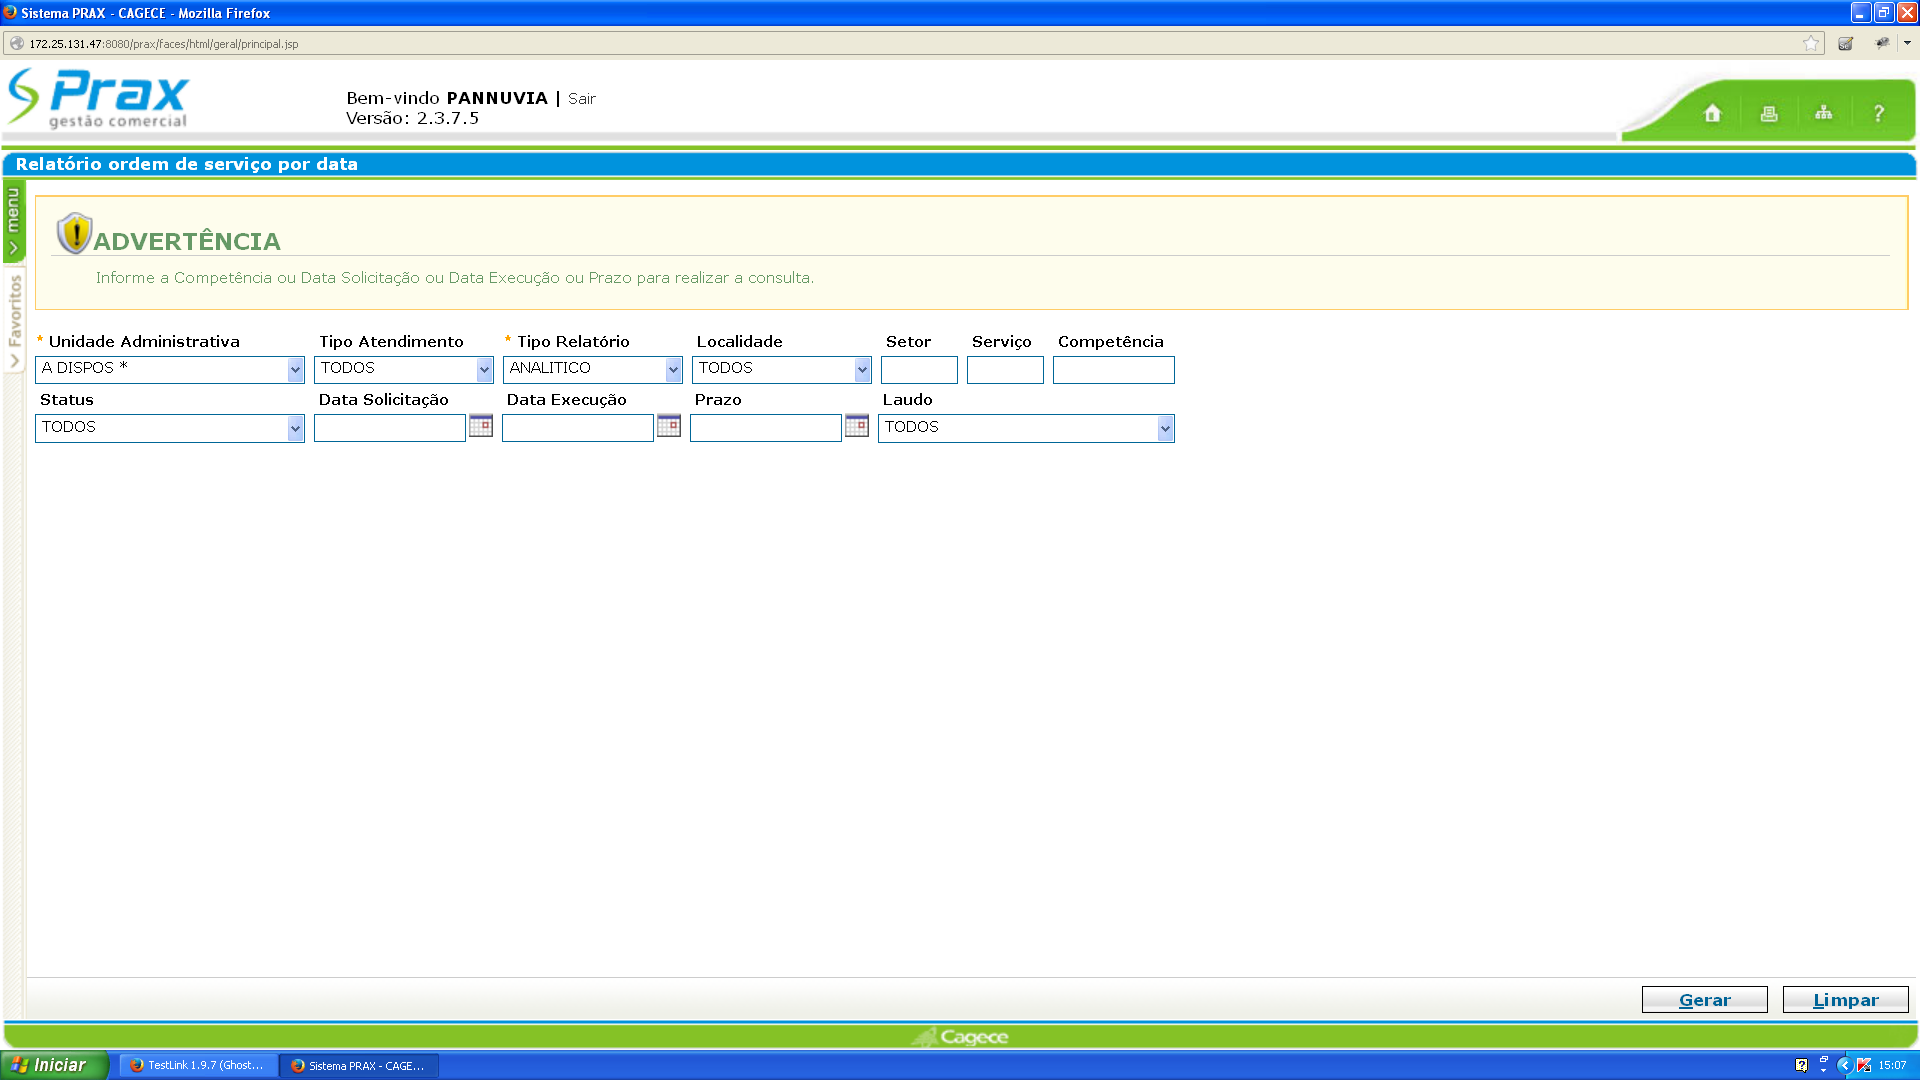 Sistema PRAX - CAGECE - Mozilla Firefox
172.25.131.47:8080/prax/faces/html/geral/principal.jsp
Prax
gestão comercial
Bem-vindo PANNUVIA | Sair
Versão: 2.3.7.5
?
Relatório ordem de serviço por data
menu
Favoritos
ADVERTÊNCIA
Informe a Competência ou Data Solicitação ou Data Execução ou Prazo para realizar a consulta.
* Unidade Administrativa Tipo Atendimento * Tipo Relatório Localidade Setor Serviço Competência
A DISPOS * TODOS ANALITICO TODOS
Status Data Solicitação Data Execução Prazo Laudo
TODOS TODOS
Gerar Limpar
Cagece
Iniciar TestLink 1.9.7 (Ghost... Sistema PRAX - CAGE... 15:07